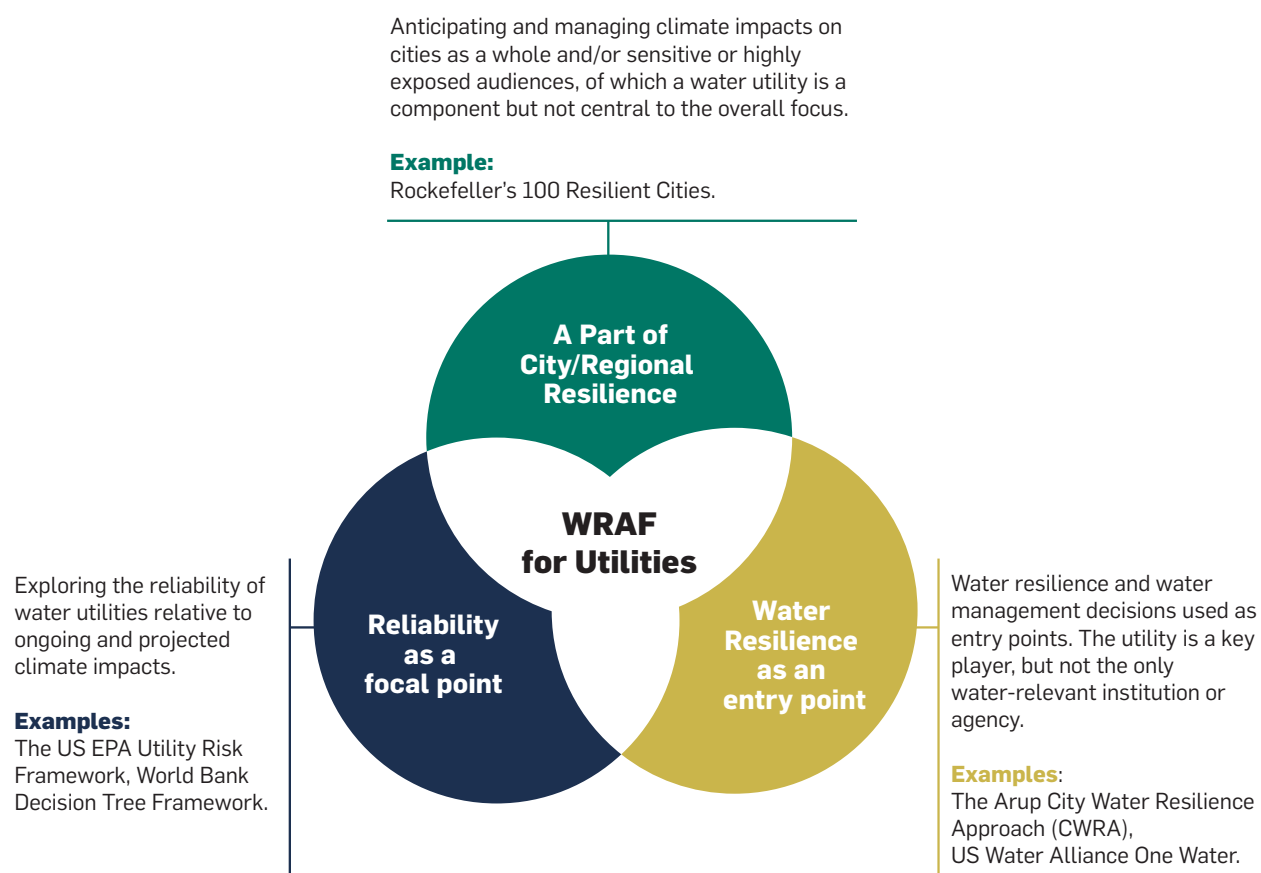 Anticipating and managing climate impacts on
cities as a whole and/or sensitive or highly
exposed audiences, of which a water utility is a
component but not central to the overall focus.
Example:
Rockefeller's 100 Resilient Cities.
A Part of
City/Regional
Resilience
WRAF
for Utilities
Exploring the reliability of
water utilities relative to
ongoing and projected
climate impacts.
Examples:
The US EPA Utility Risk
Framework, World Bank
Decision Tree Framework.
Reliability
as a
focal point
Water
Resilience
as an
entry point
Water resilience and water
management decisions used as
entry points. The utility is a key
player, but not the only
water-relevant institution or
agency.
Examples:
The Arup City Water Resilience
Approach (CWRA),
US Water Alliance One Water.